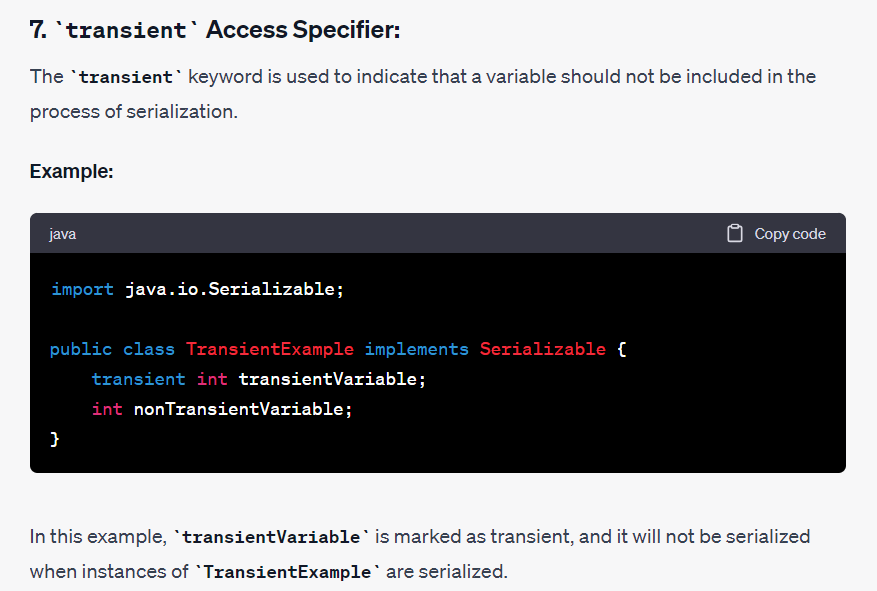 7. `transient` Access Specifier:
The `transient` keyword is used to indicate that a variable should not be included in the
process of serialization.
Example:
java Copy code
import java.io.Serializable;
public class TransientExample implements Serializable {
    transient int transientVariable;
    int nonTransientVariable;
}
In this example, `transientVariable` is marked as transient, and it will not be serialized
when instances of `TransientExample` are serialized.